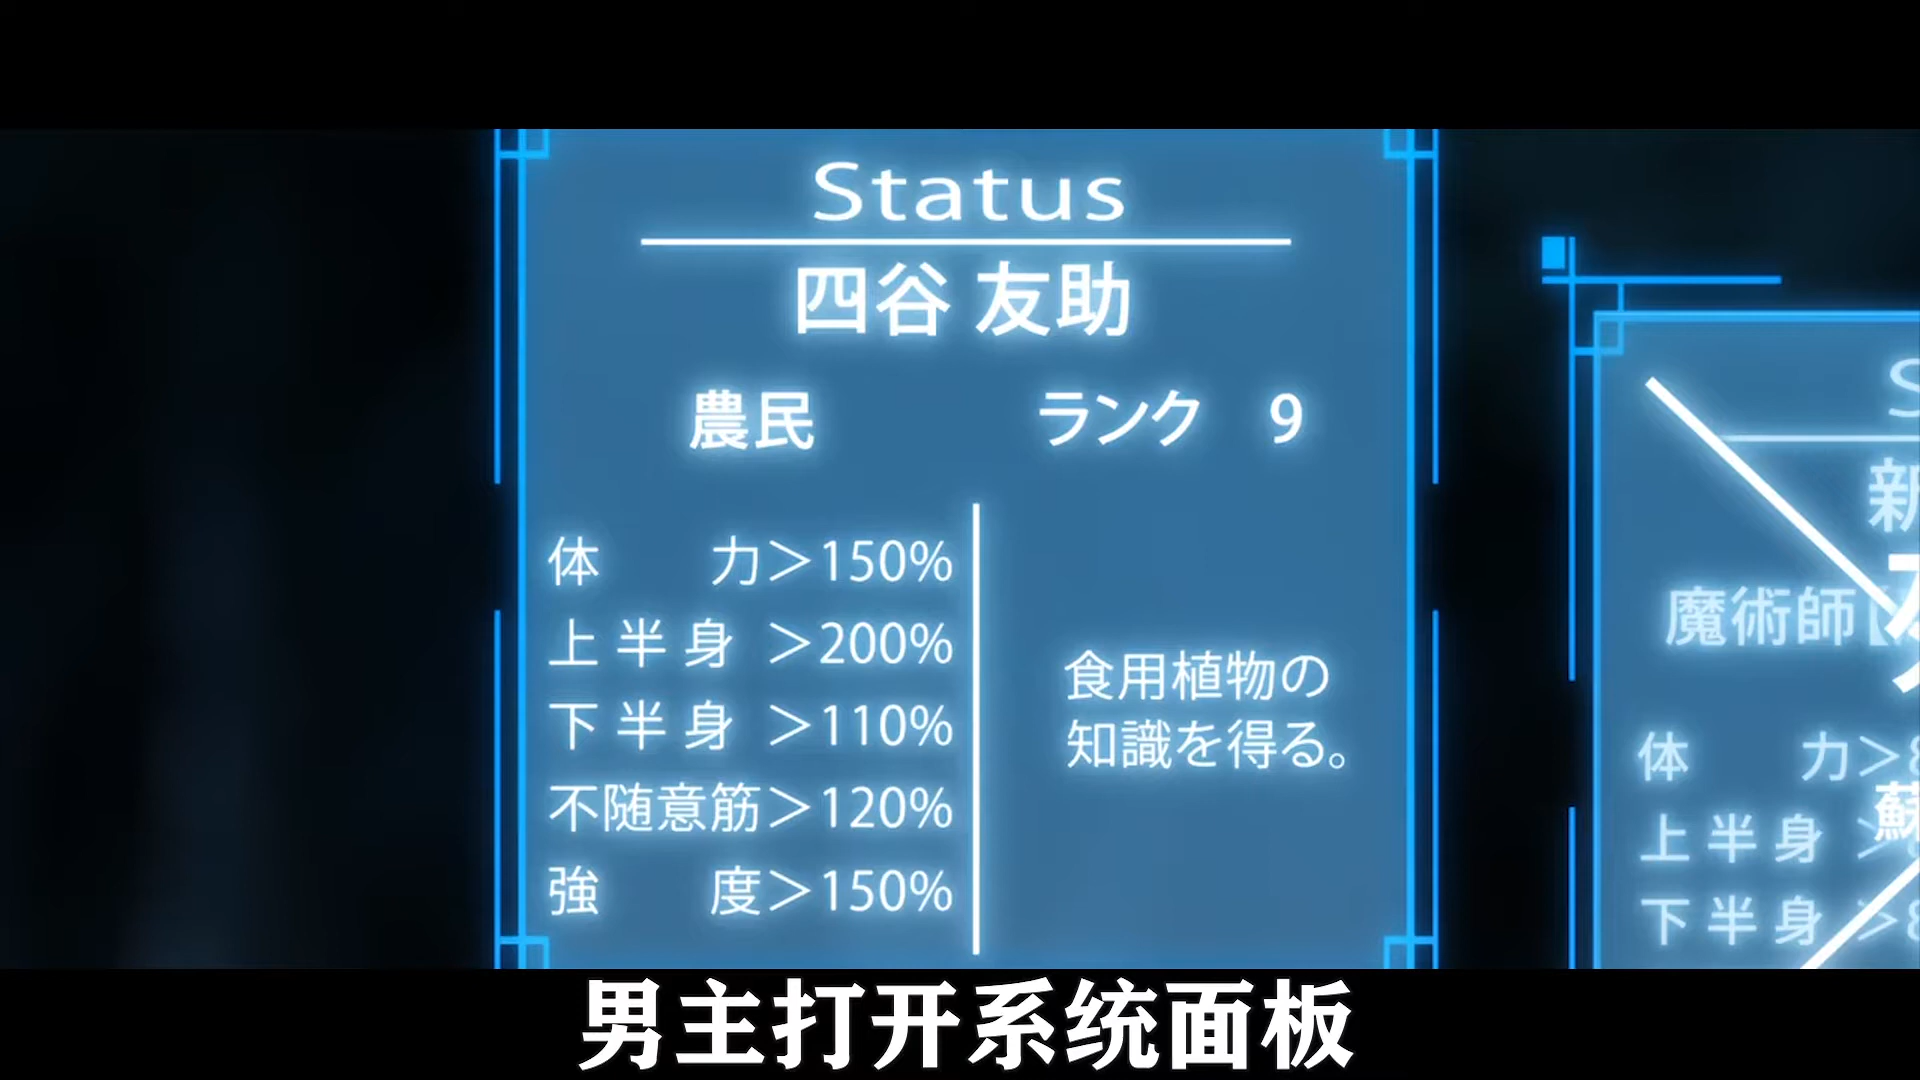 Status
四谷 友助
農民 ランク 9
体 力＞150%
上半身 ＞200%
下半身 ＞110%
不随意筋＞120%
強 度＞150%
食用植物の
知識を得る。
S
新
魔術師【
体 力＞
上半身 ＞
蘇
下半身 ＞
男主打开系统面板